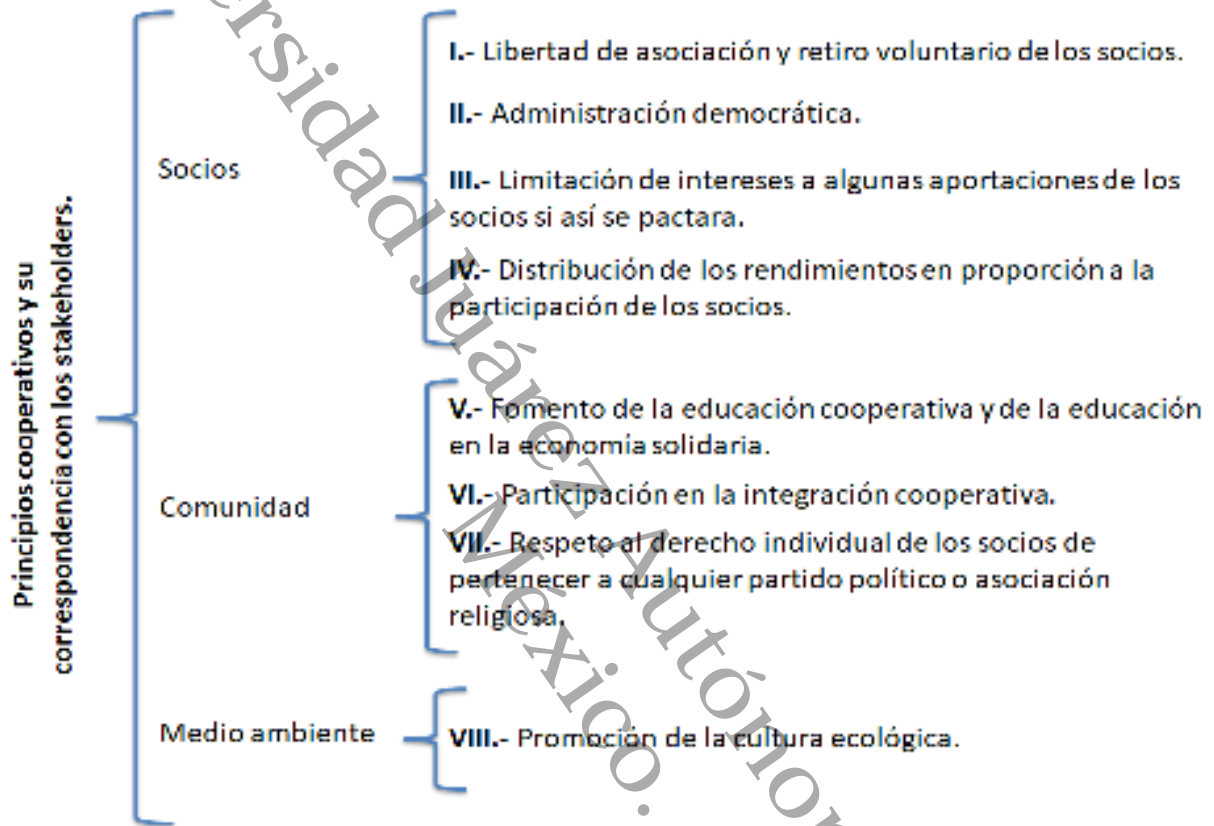 Principios cooperativos y su
correspondencia con los stakeholders.
Socios
I.- Libertad de asociación y retiro voluntario de los socios.
II.- Administración democrática.
III.- Limitación de intereses a algunas aportaciones de los
socios si así se pactara.
IV.- Distribución de los rendimientos en proporción a la
participación de los socios.
Comunidad
V.- Fomento de la educación cooperativa y de la educación
en la economía solidaria.
VI.- Participación en la integración cooperativa.
VII.- Respeto al derecho individual de los socios de
pertenecer a cualquier partido político o asociación
religiosa.
Medio ambiente
VIII.- Promoción de la cultura ecológica.
ersidad Juárez Autónom
México.